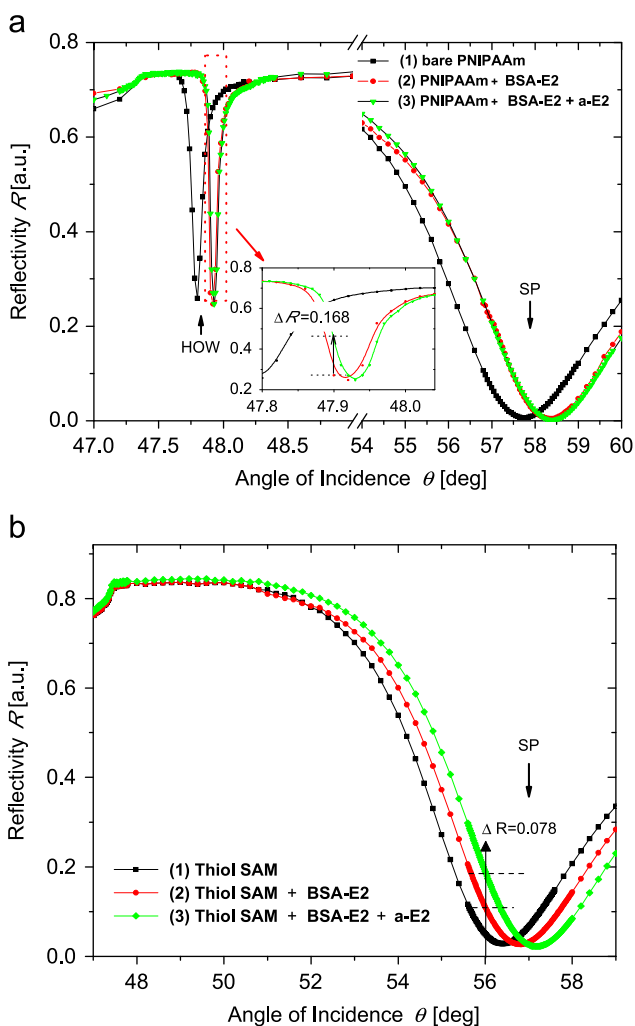 a
0.8
0.6
0.4
0.2
0.0
Reflectivity R [a.u.]
(1) bare PNIPAAm
(2) PNIPAAm + BSA-E2
(3) PNIPAAm + BSA-E2 + a-E2
HOW
SP
0.8
0.6
0.4
0.2
ΔR=0.168
47.8 47.9 48.0
47.0 47.5 48.0 48.5 54 55 56 57 58 59 60
Angle of Incidence θ [deg]
b
0.8
0.6
0.4
0.2
0.0
Reflectivity R [a.u.]
SP
Δ R=0.078
(1) Thiol SAM
(2) Thiol SAM + BSA-E2
(3) Thiol SAM + BSA-E2 + a-E2
48 50 52 54 56 58
Angle of Incidence θ [deg]